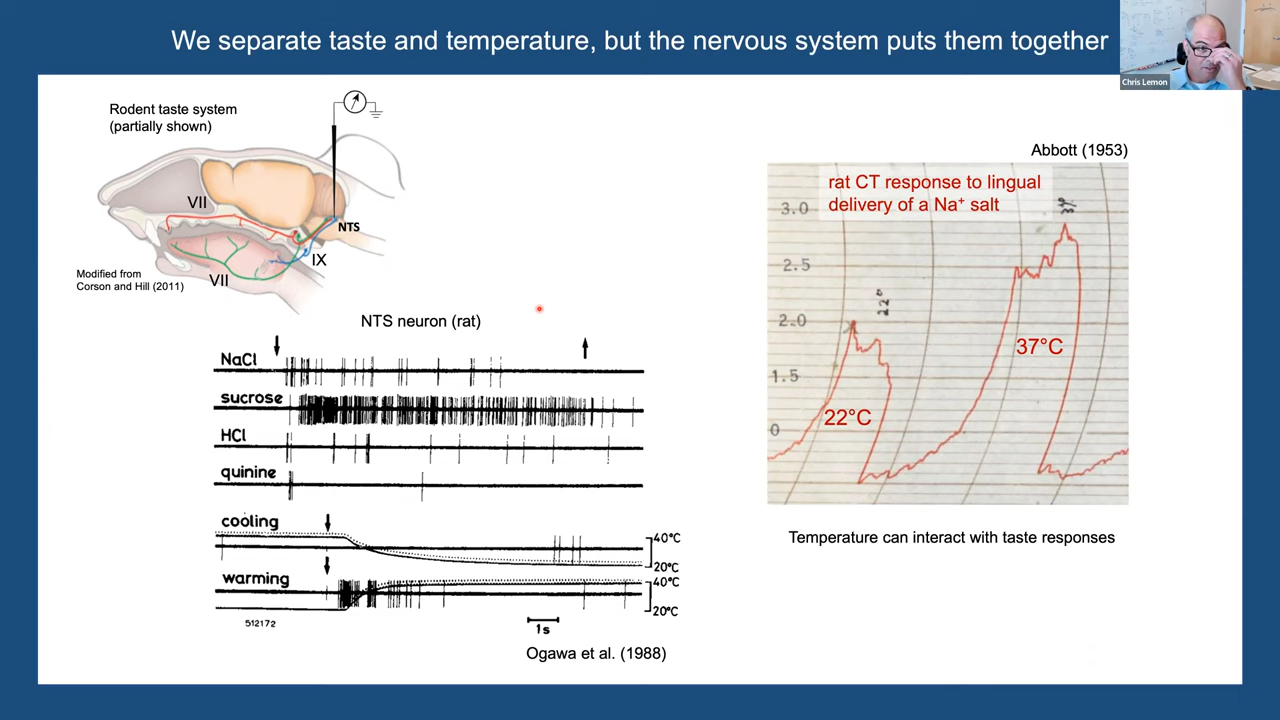 We separate taste and temperature, but the nervous system puts them together
Chris Lemon
Rodent taste system
(partially shown)
VII
NTS
IX
VII
Modified from
Corson and Hill (2011)
NTS neuron (rat)
NaCl
sucrose
HCl
quinine
cooling
40°C
20°C
warming
40°C
20°C
512172
1s
Ogawa et al. (1988)
Abbott (1953)
rat CT response to lingual
delivery of a Na⁺ salt
3.0
37°
2.5
22°
2.0
37°C
1.5
22°C
0
Temperature can interact with taste responses